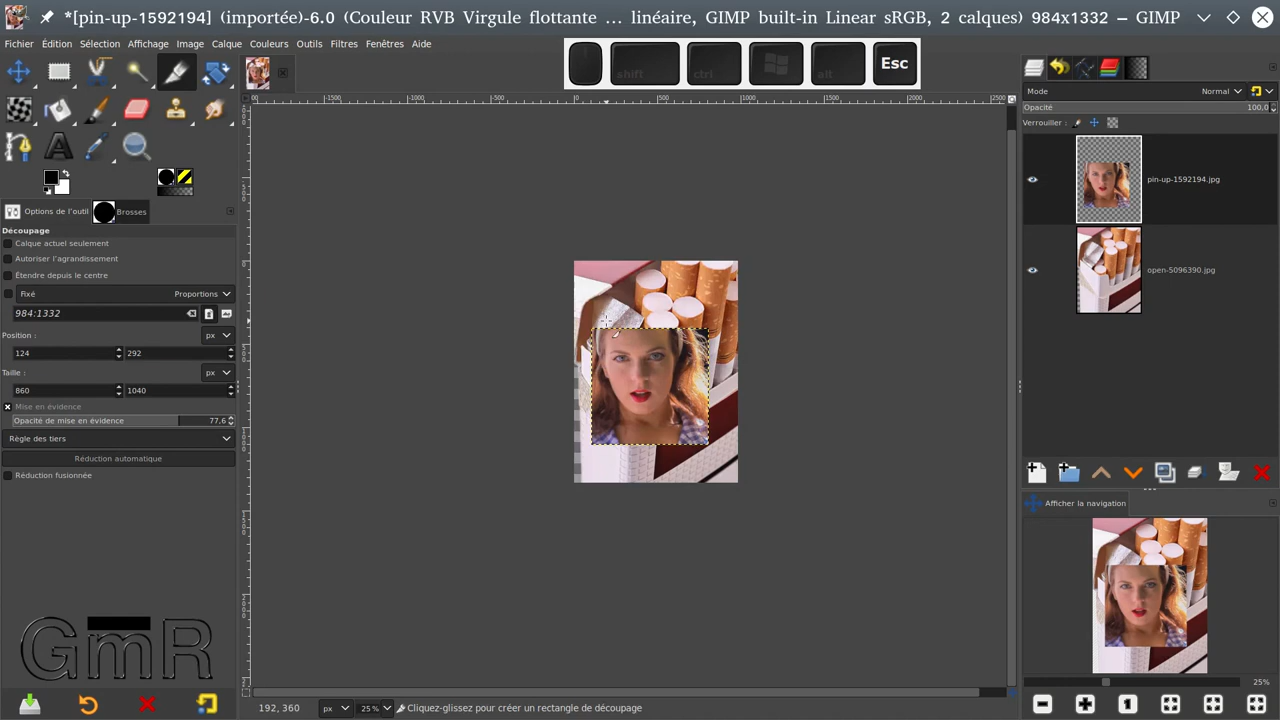 *[pin-up-1592194] (importée)-6.0 (Couleur RVB Virgule flottante … linéaire, GIMP built-in Linear sRGB, 2 calques) 984x1332 – GIMP
Fichier Édition Sélection Affichage Image Calque Couleurs Outils Filtres Fenêtres Aide
shift ctrl alt Esc
Mode Normal
Opacité 100,0
Verrouiller :
pin-up-1592194.jpg
open-5096390.jpg
Options de l'outil Brosses
Découpage
Calque actuel seulement
Autoriser l'agrandissement
Étendre depuis le centre
Fixé Proportions
984:1332
Position : px
124 292
Taille : px
860 1040
Mise en évidence
Opacité de mise en évidence 77,6
Règle des tiers
Réduction automatique
Réduction fusionnée
GmR
Afficher la navigation
25%
192, 360 px 25 % Cliquez-glissez pour créer un rectangle de découpage